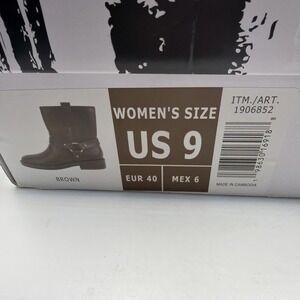 WOMEN'S SIZE
US 9
EUR 40
MEX 6
ITM./ART.
1906852
BROWN
MADE IN CAMBODIA